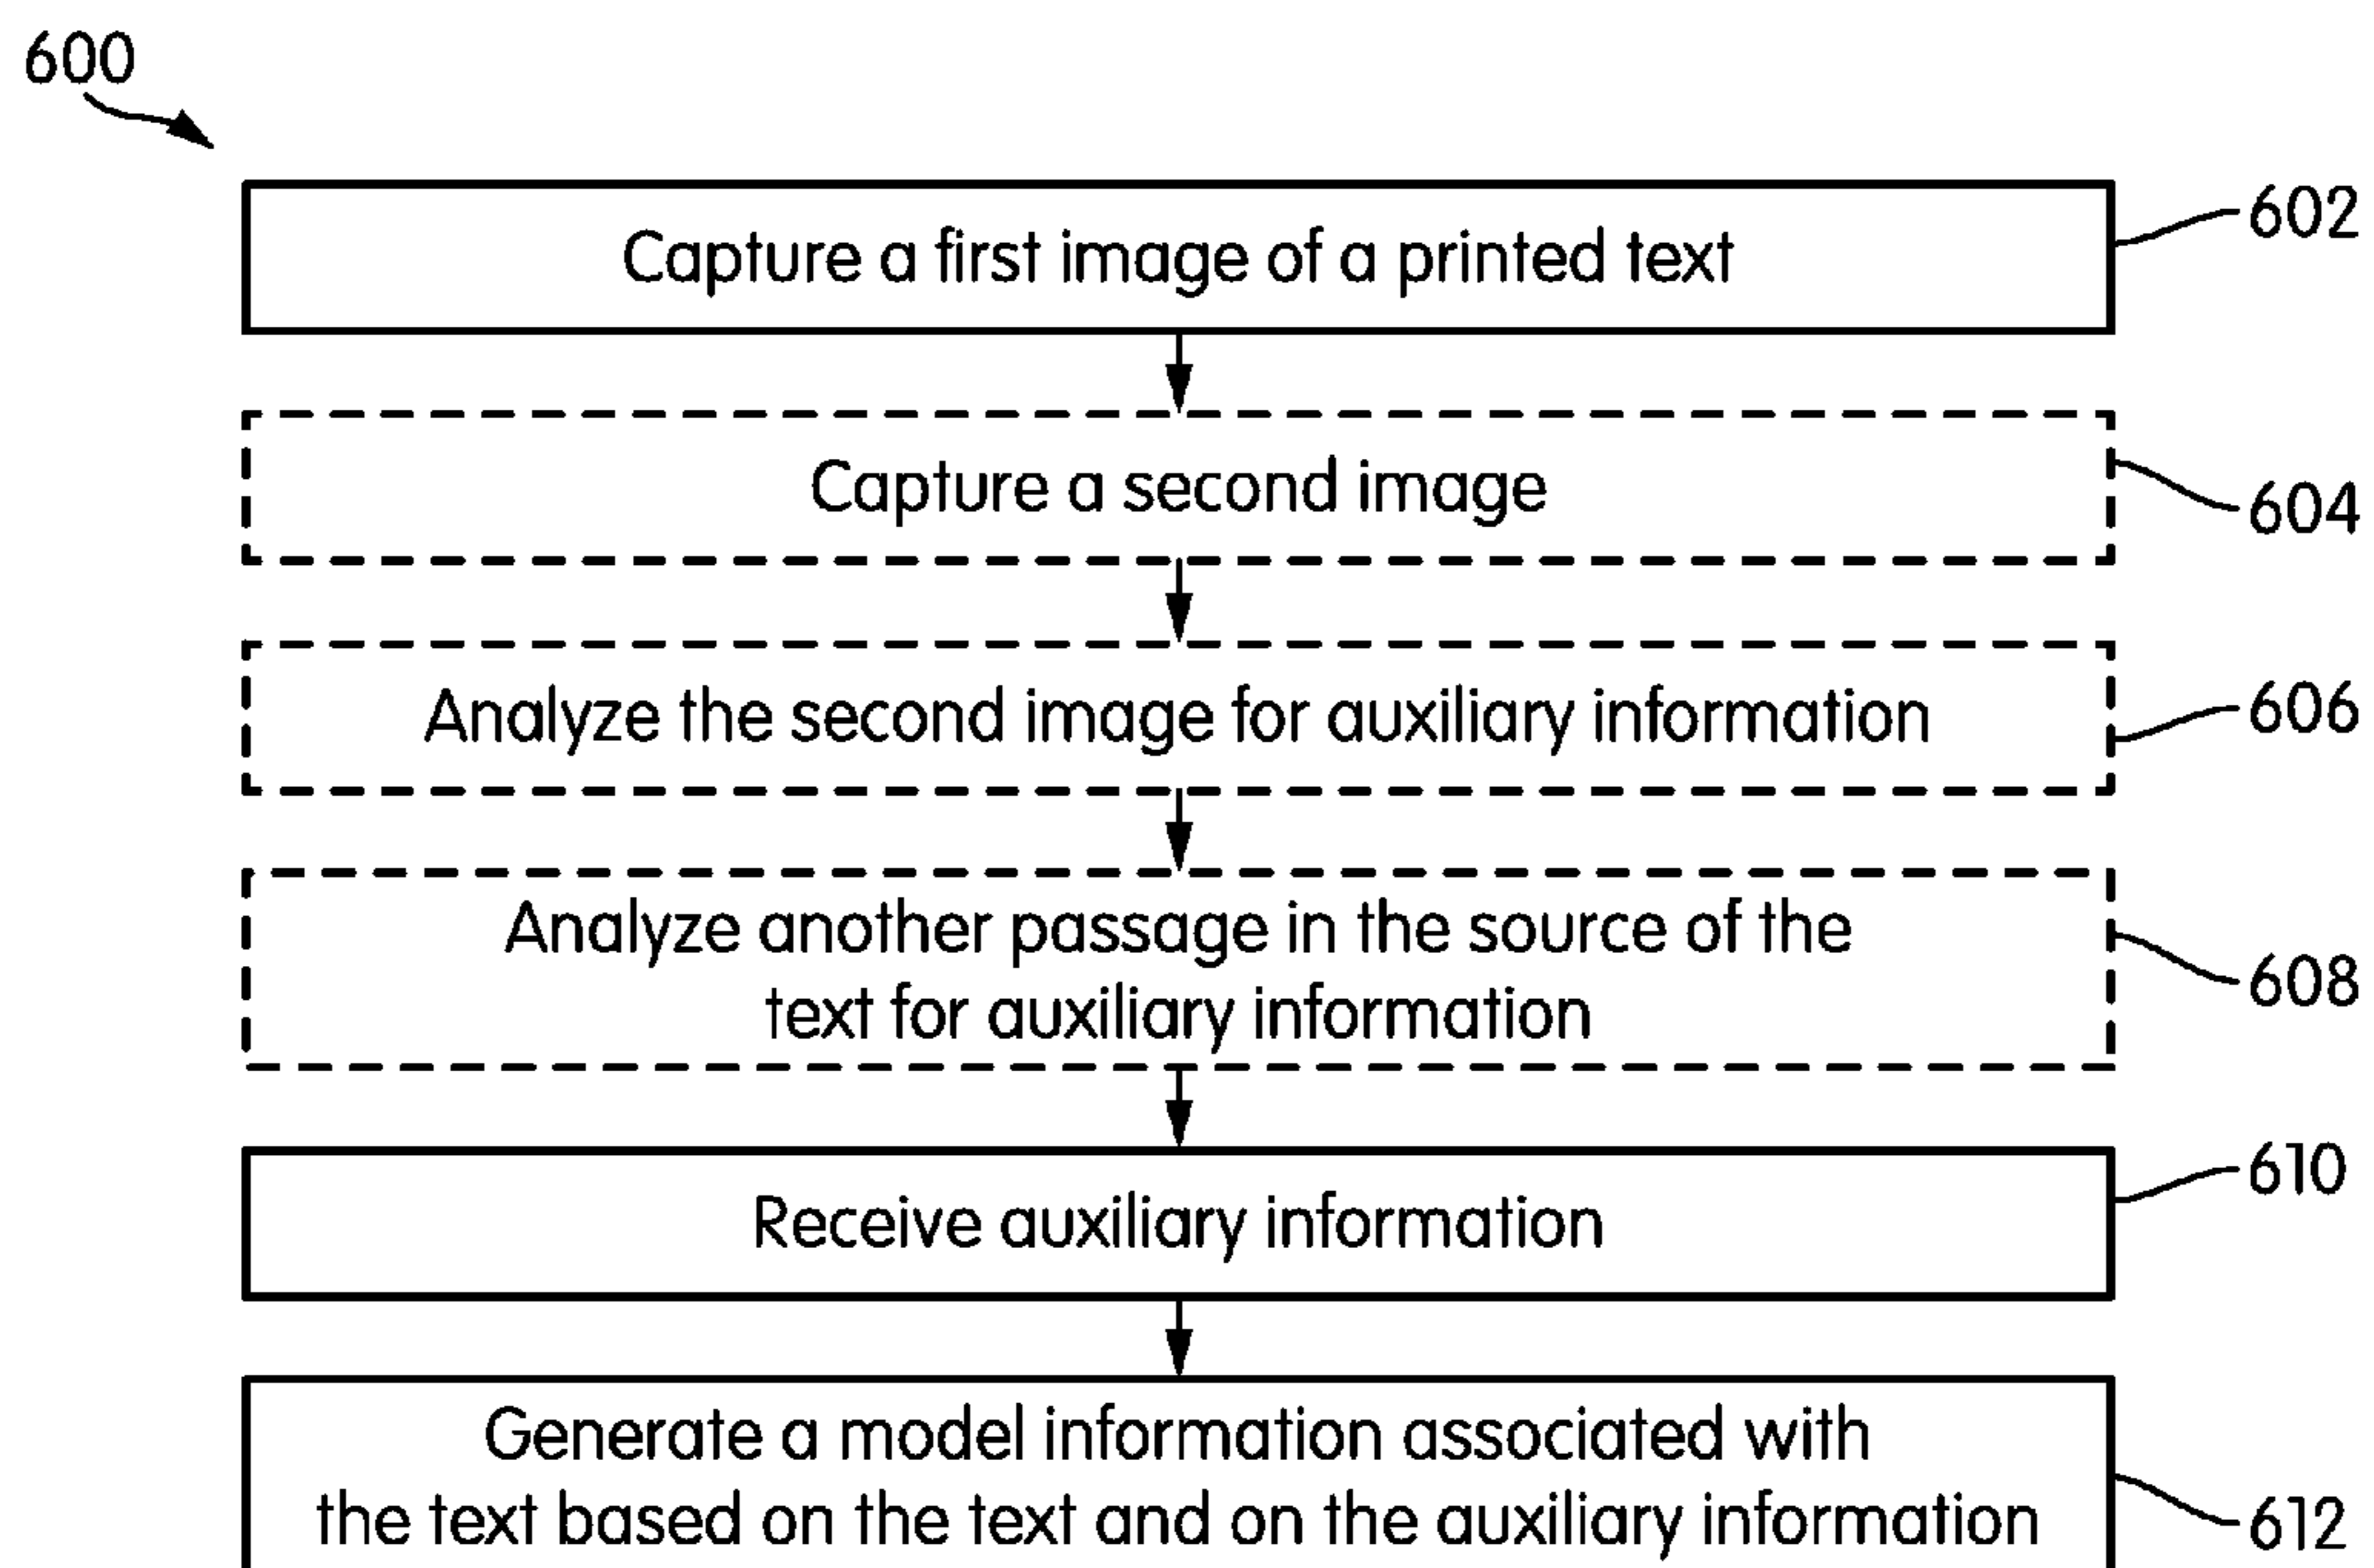 600
Capture a first image of a printed text
602
Capture a second image
604
Analyze the second image for auxiliary information
606
Analyze another passage in the source of the
text for auxiliary information
608
Receive auxiliary information
610
Generate a model information associated with
the text based on the text and on the auxiliary information
612